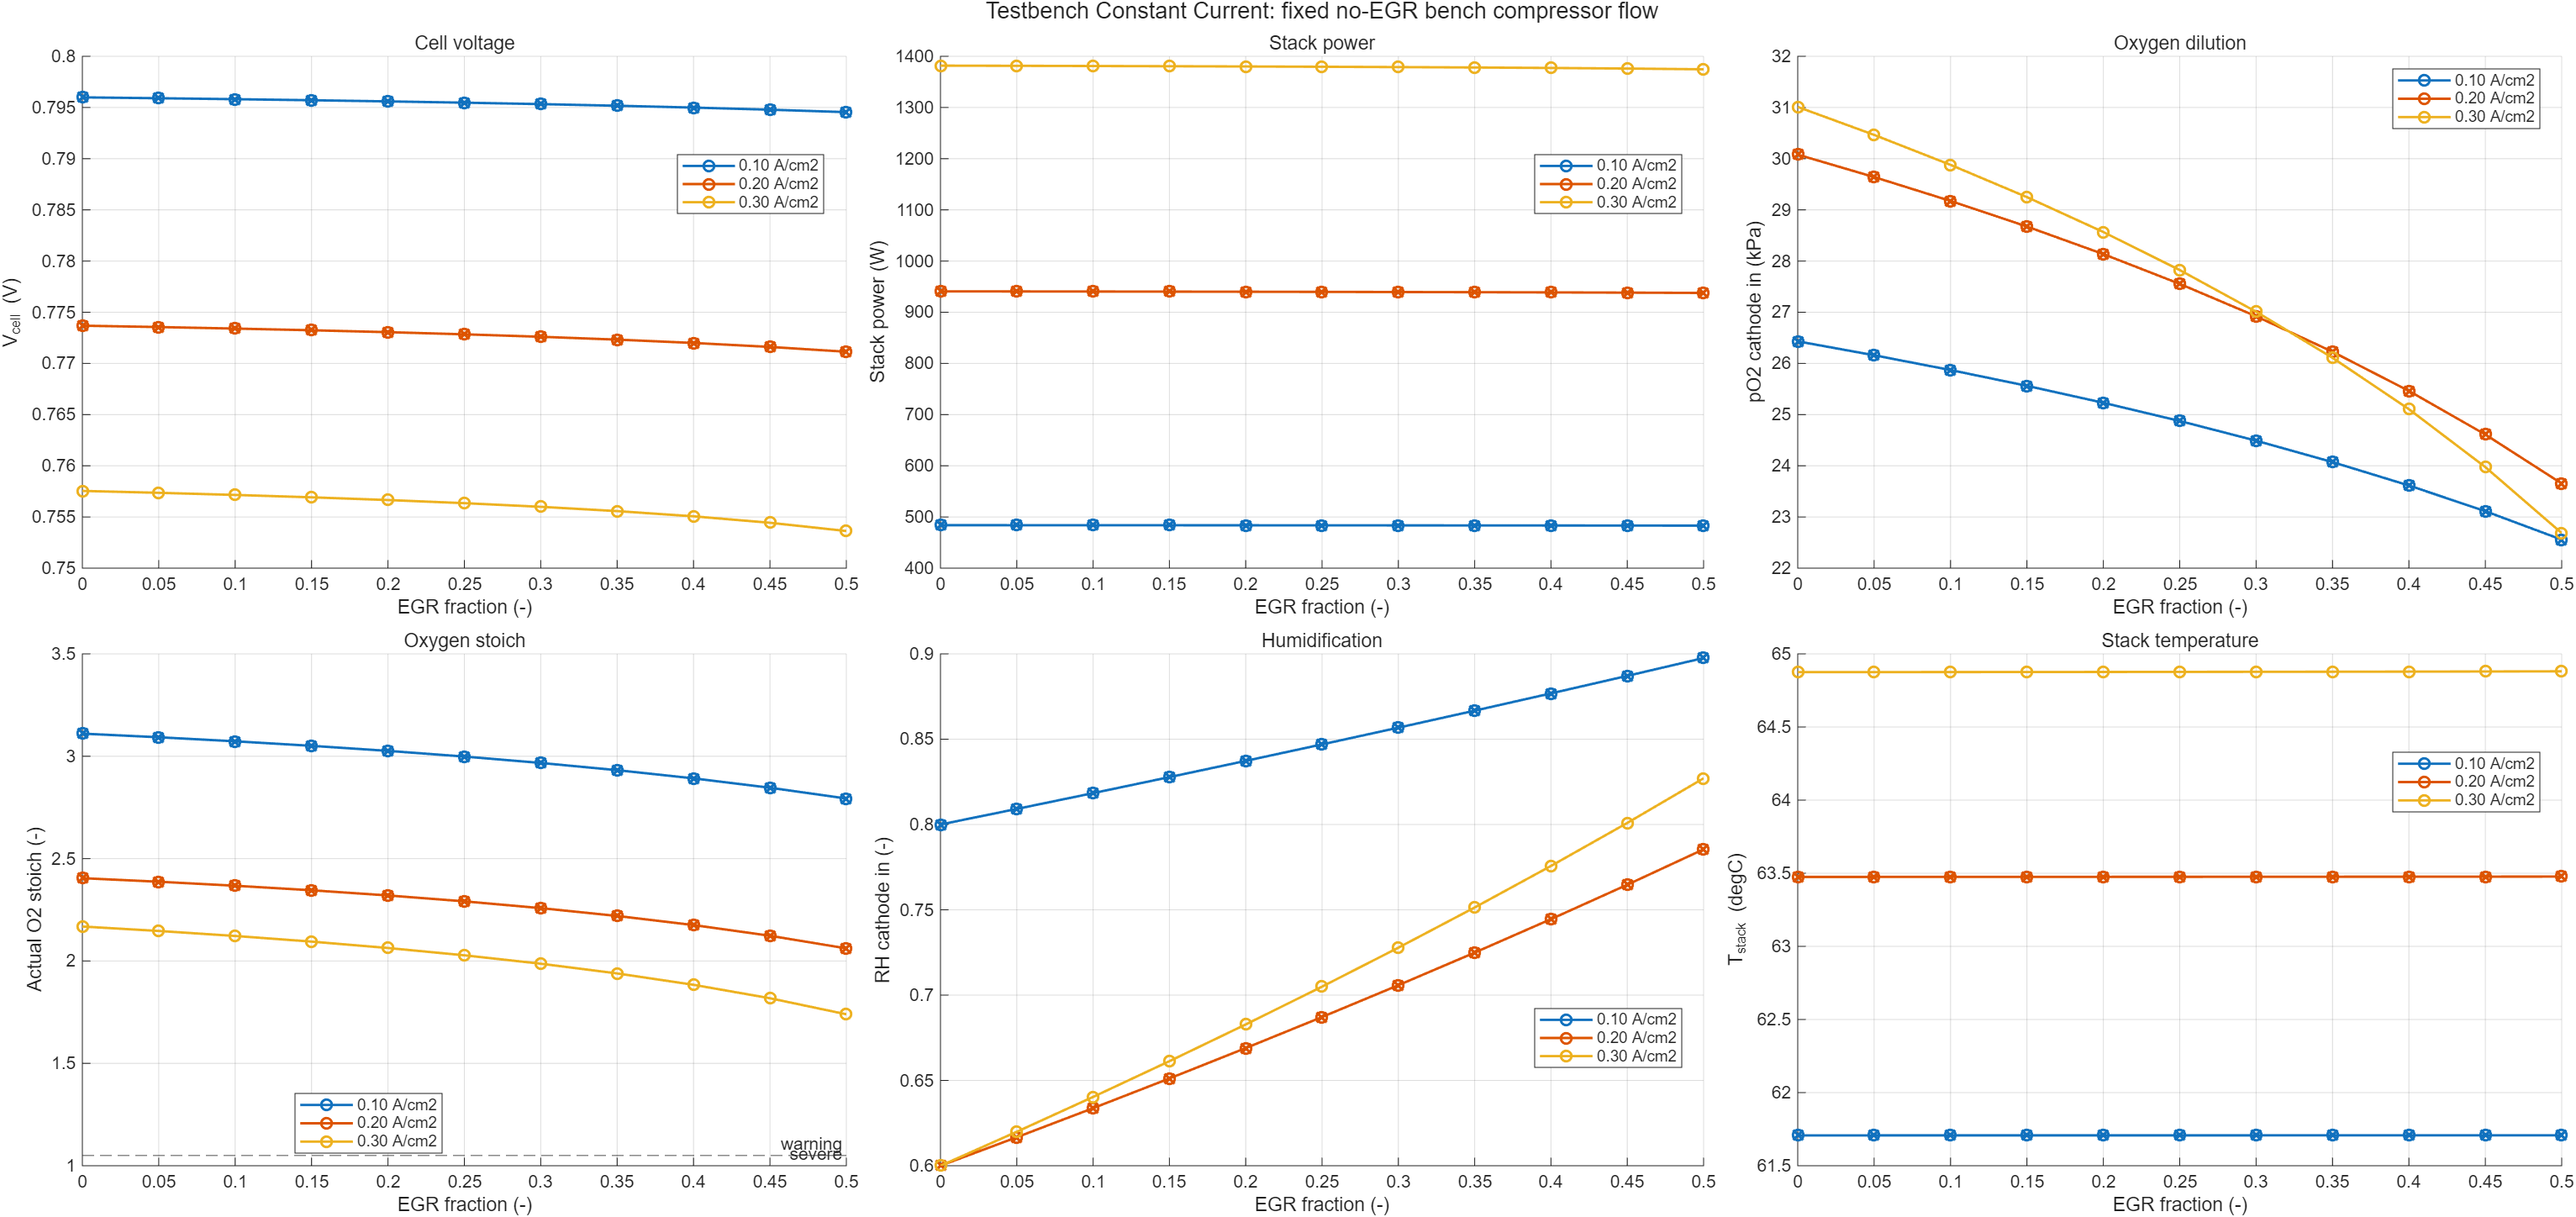 Testbench Constant Current: fixed no-EGR bench compressor flow
Cell voltage
0.8
0.795
0.79
0.785
0.78
0.775
0.77
0.765
0.76
0.755
0.75
V_cell (V)
0.10 A/cm2
0.20 A/cm2
0.30 A/cm2
0 0.05 0.1 0.15 0.2 0.25 0.3 0.35 0.4 0.45 0.5
EGR fraction (-)
Stack power
1400
1300
1200
1100
1000
900
800
700
600
500
400
Stack power (W)
0.10 A/cm2
0.20 A/cm2
0.30 A/cm2
0 0.05 0.1 0.15 0.2 0.25 0.3 0.35 0.4 0.45 0.5
EGR fraction (-)
Oxygen dilution
32
31
30
29
28
27
26
25
24
23
22
pO2 cathode in (kPa)
0.10 A/cm2
0.20 A/cm2
0.30 A/cm2
0 0.05 0.1 0.15 0.2 0.25 0.3 0.35 0.4 0.45 0.5
EGR fraction (-)
Oxygen stoich
3.5
3
2.5
2
1.5
1
Actual O2 stoich (-)
0.10 A/cm2
0.20 A/cm2
0.30 A/cm2
warning
severe
0 0.05 0.1 0.15 0.2 0.25 0.3 0.35 0.4 0.45 0.5
EGR fraction (-)
Humidification
0.9
0.85
0.8
0.75
0.7
0.65
0.6
RH cathode in (-)
0.10 A/cm2
0.20 A/cm2
0.30 A/cm2
0 0.05 0.1 0.15 0.2 0.25 0.3 0.35 0.4 0.45 0.5
EGR fraction (-)
Stack temperature
65
64.5
64
63.5
63
62.5
62
61.5
T_stack (degC)
0.10 A/cm2
0.20 A/cm2
0.30 A/cm2
0 0.05 0.1 0.15 0.2 0.25 0.3 0.35 0.4 0.45 0.5
EGR fraction (-)